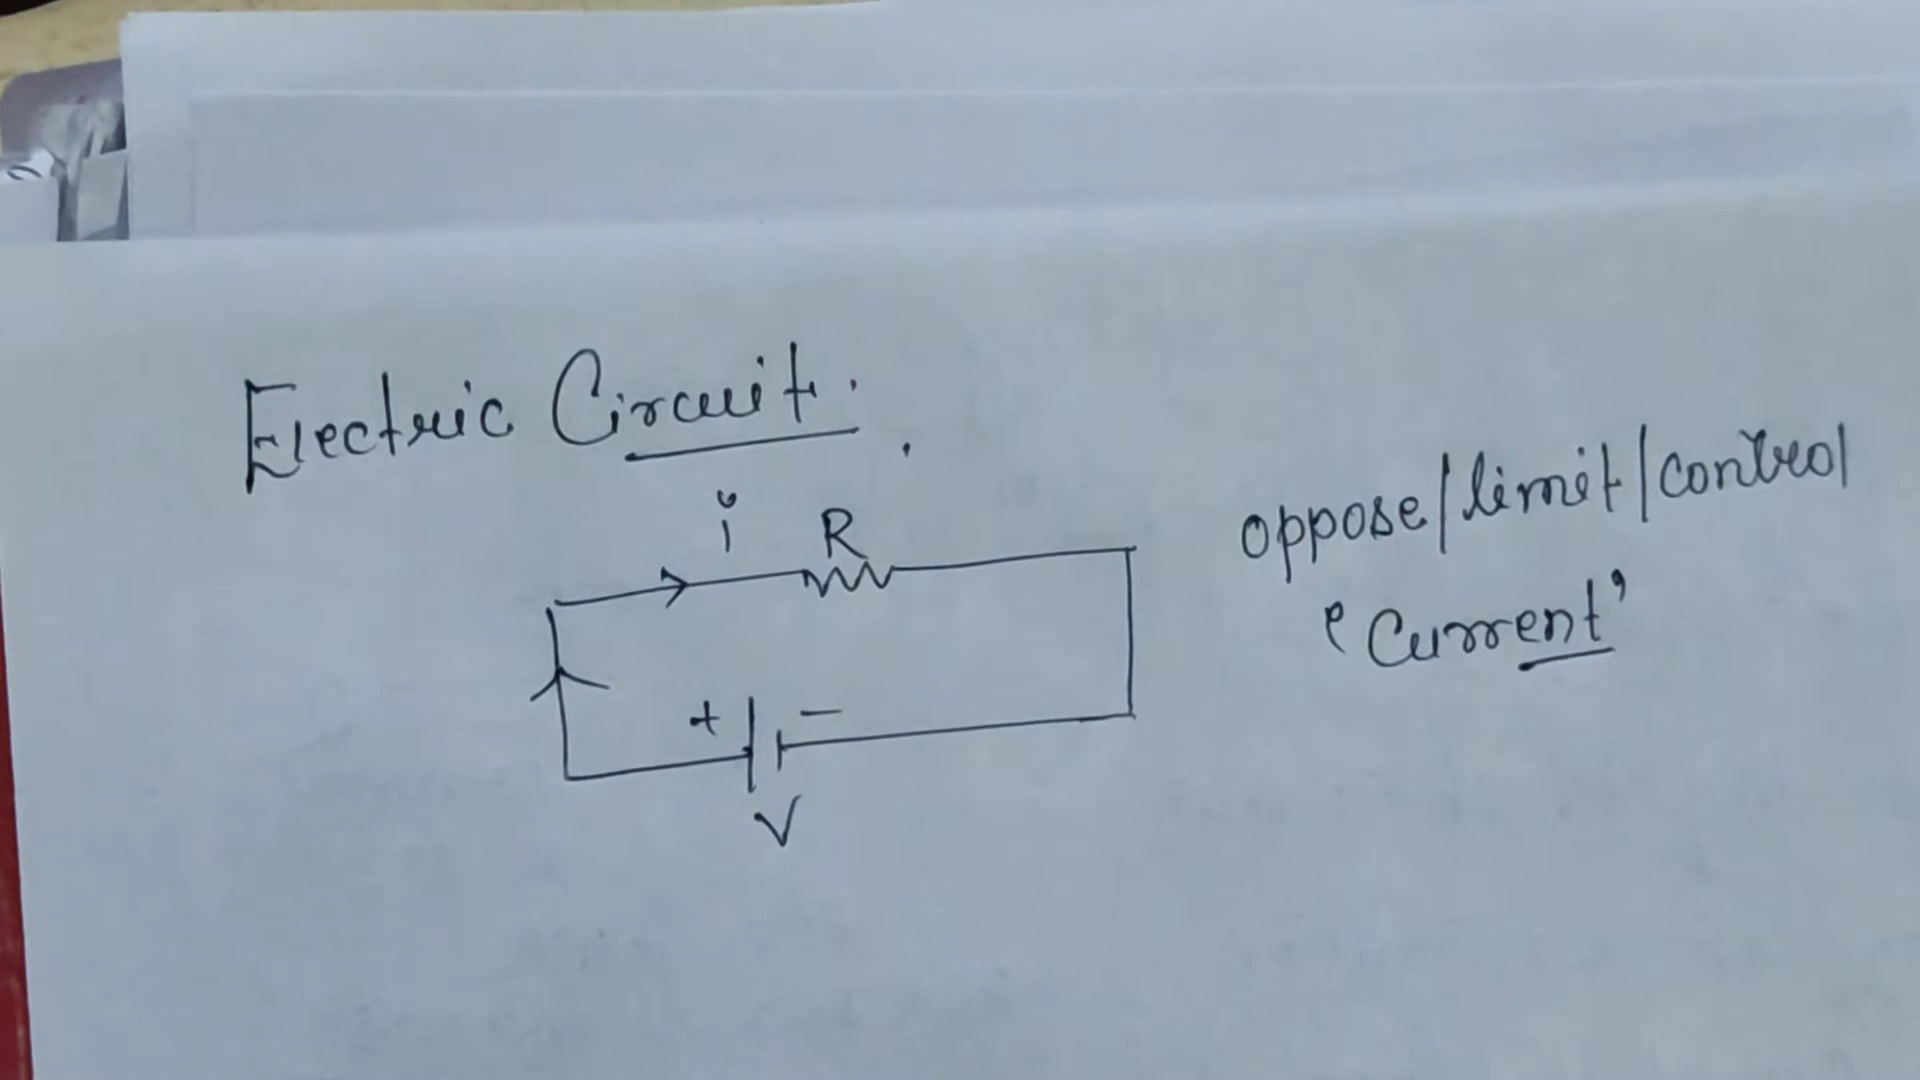 Electric Circuit.
i R
oppose/limit/control
'Current'
+ -
V